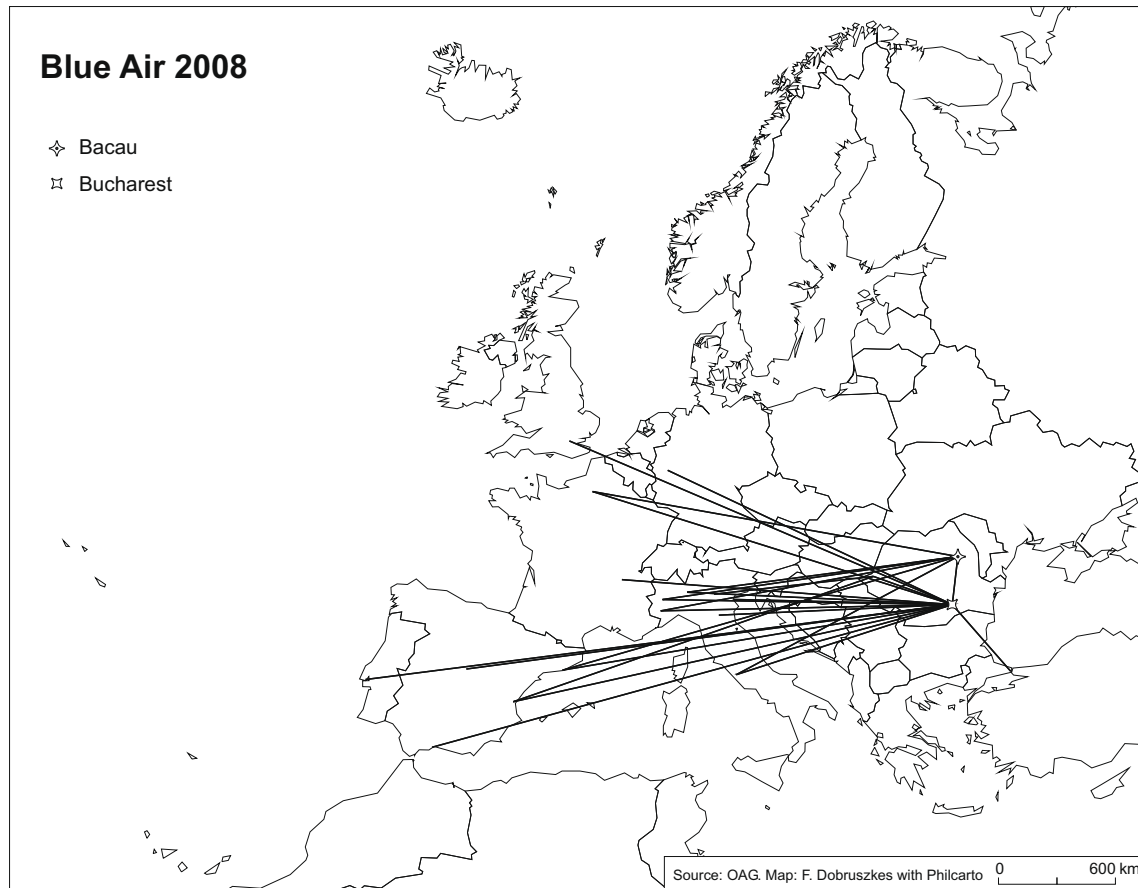 Blue Air 2008
Bacau
Bucharest
Source: OAG. Map: F. Dobruszkes with Philcarto
0 600 km